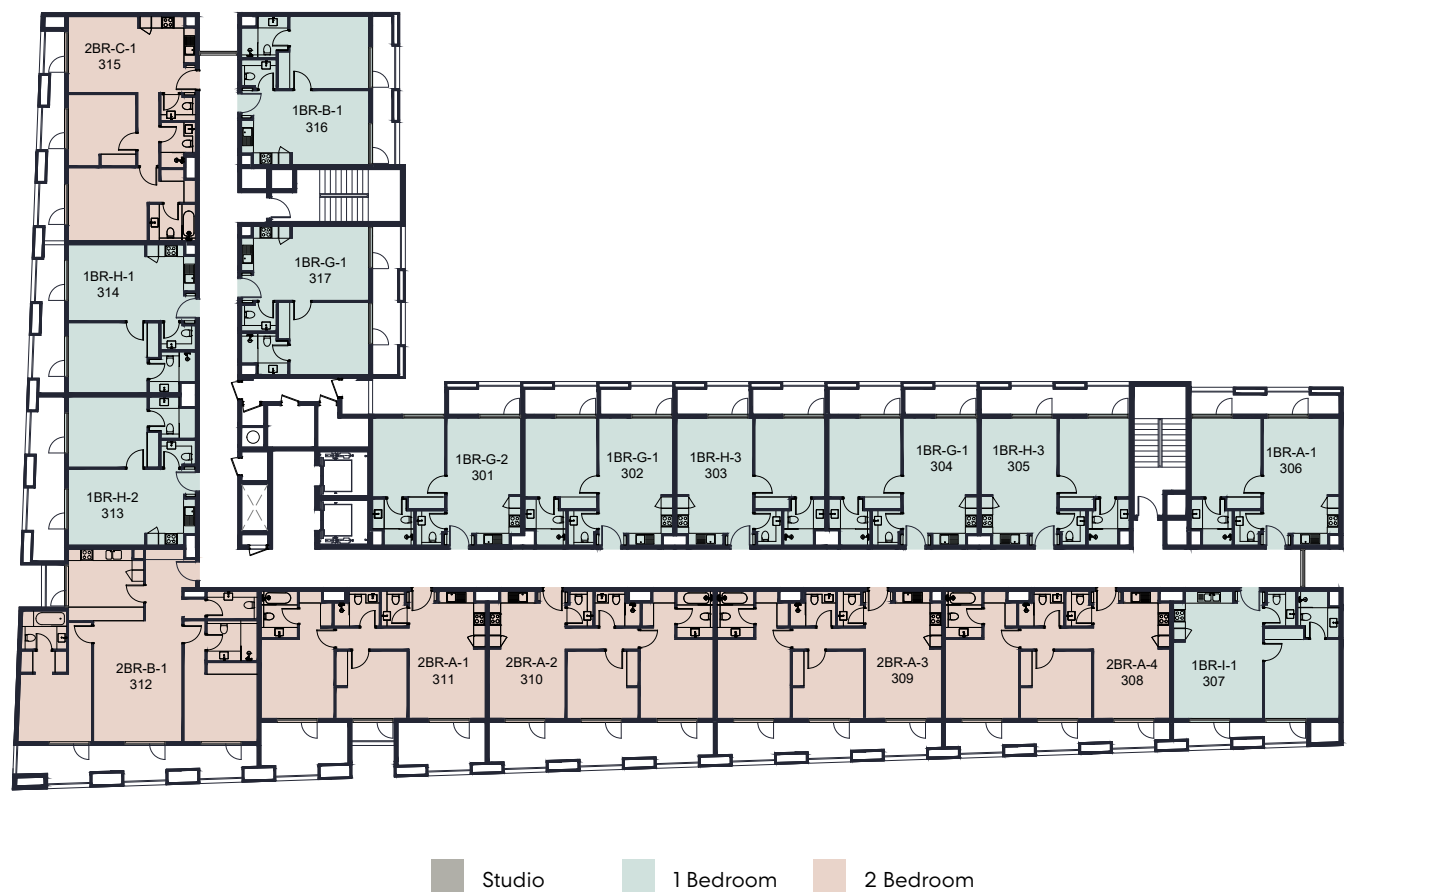 2BR-C-1
315
1BR-B-1
316
1BR-H-1
314
1BR-G-1
317
1BR-H-2
313
1BR-G-2
301
1BR-G-1
302
1BR-H-3
303
1BR-G-1
304
1BR-H-3
305
1BR-A-1
306
2BR-B-1
312
2BR-A-1
311
2BR-A-2
310
2BR-A-3
309
2BR-A-4
308
1BR-I-1
307
Studio
1 Bedroom
2 Bedroom